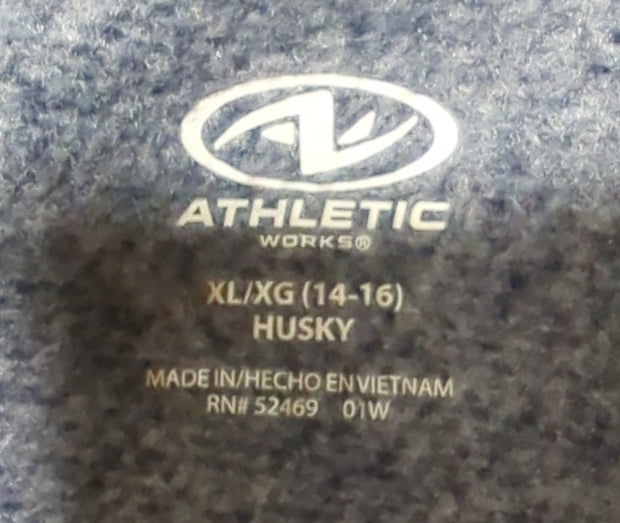 ATHLETIC
WORKS®
XL/XG (14-16)
HUSKY
MADE IN/HECHO EN VIETNAM
RN# 52469 01W